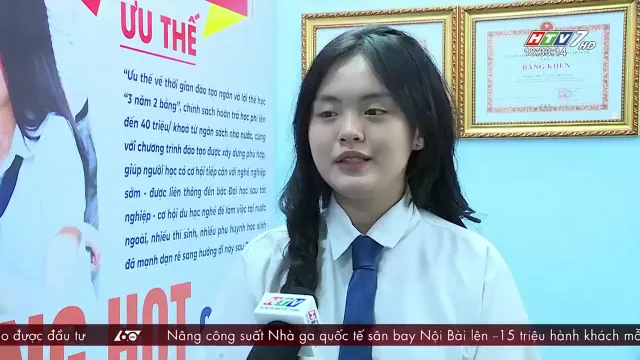 ƯU THẾ
"Ưu thế về thời gian đào tạo ngắn và lợi thế học
"3 năm 2 bằng", chính sách hoàn trả học phí lên
đến 40 triệu/ khóa từ ngân sách nhà nước, cùng
với chương trình đào tạo được xây dựng phù hợp,
giúp người học có cơ hội tiếp cận với nghề nghiệp
sớm - được liên thông đến bậc Đại học sau tốt
nghiệp - cơ hội du học nghề để làm việc tại nước
ngoài, nhiều thí sinh, nhiều phụ huynh học sinh
đã mạnh dạn rẽ sang hướng đi này sau
HOT
BẰNG KHEN
HTV7 HD
HTV7
60
o được đầu tư
Nâng công suất Nhà ga quốc tế sân bay Nội Bài lên ~15 triệu hành khách mỗ